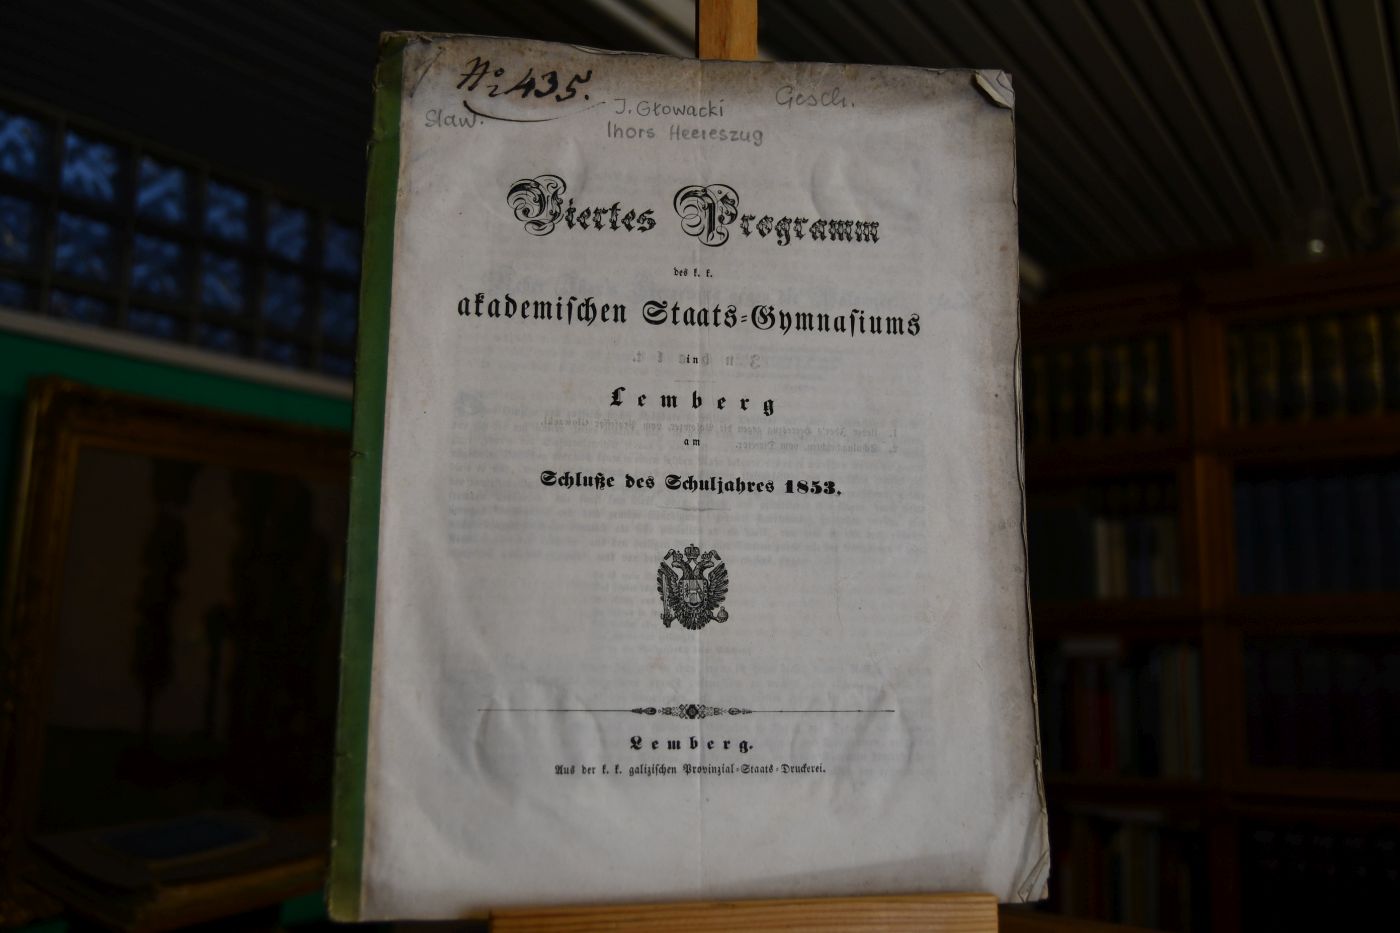 No 435.
Slaw.
J. Głowacki
Gesch.
Ihors Heereszug
Viertes Programm
des k. k.
akademiſchen Staats-Gymnaſiums
in
Lemberg
am
Schluße des Schuljahres 1853.
Lemberg.
Aus der k. k. galiziſchen Provinzial-Staats-Druckerei.